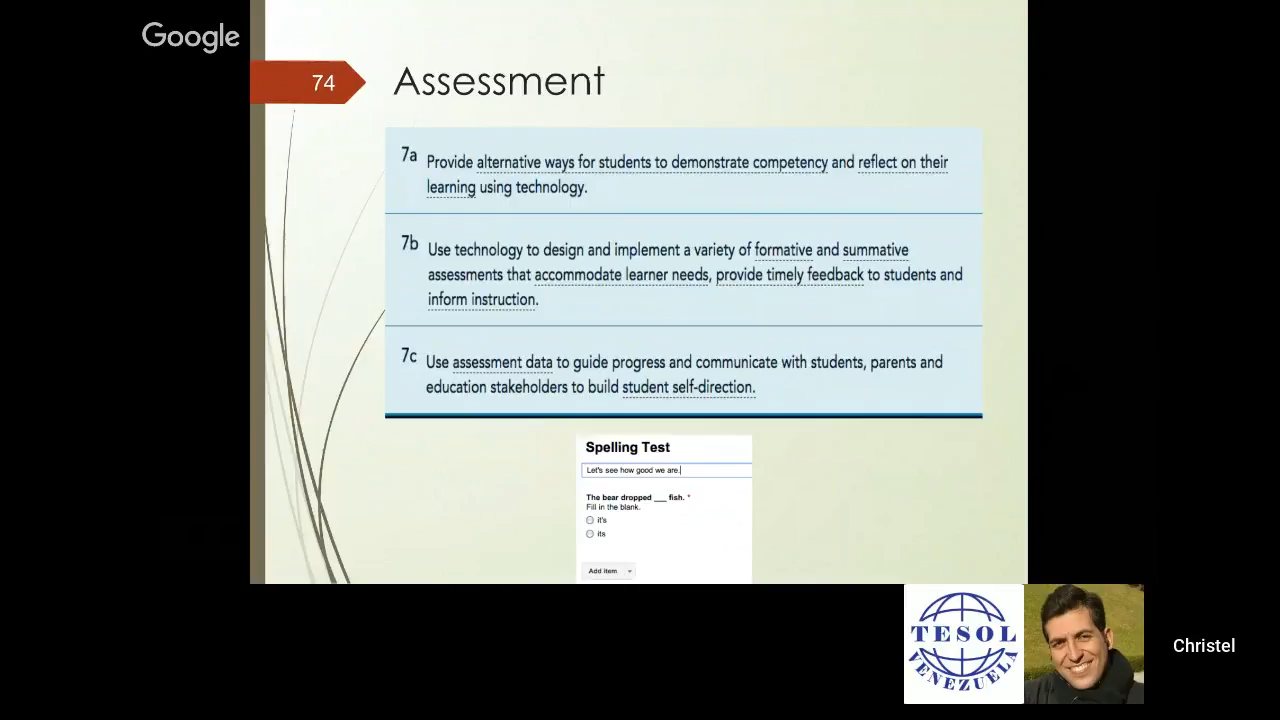 Google
74
Assessment
7a
Provide alternative ways for students to demonstrate competency and reflect on their
learning using technology.
7b
Use technology to design and implement a variety of formative and summative
assessments that accommodate learner needs, provide timely feedback to students and
inform instruction.
7c
Use assessment data to guide progress and communicate with students, parents and
education stakeholders to build student self-direction.
Spelling Test
Let's see how good we are.
The bear dropped ___ fish. *
Fill in the blank.
it's
its
Add item
TESOL
VENEZUELA
Christel